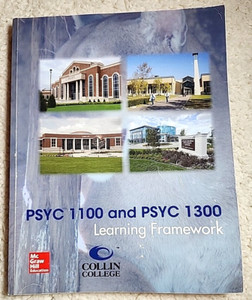 PSYC 1100 and PSYC 1300
Learning Framework
Mc
Graw
Hill
Education
COLLIN
COLLEGE